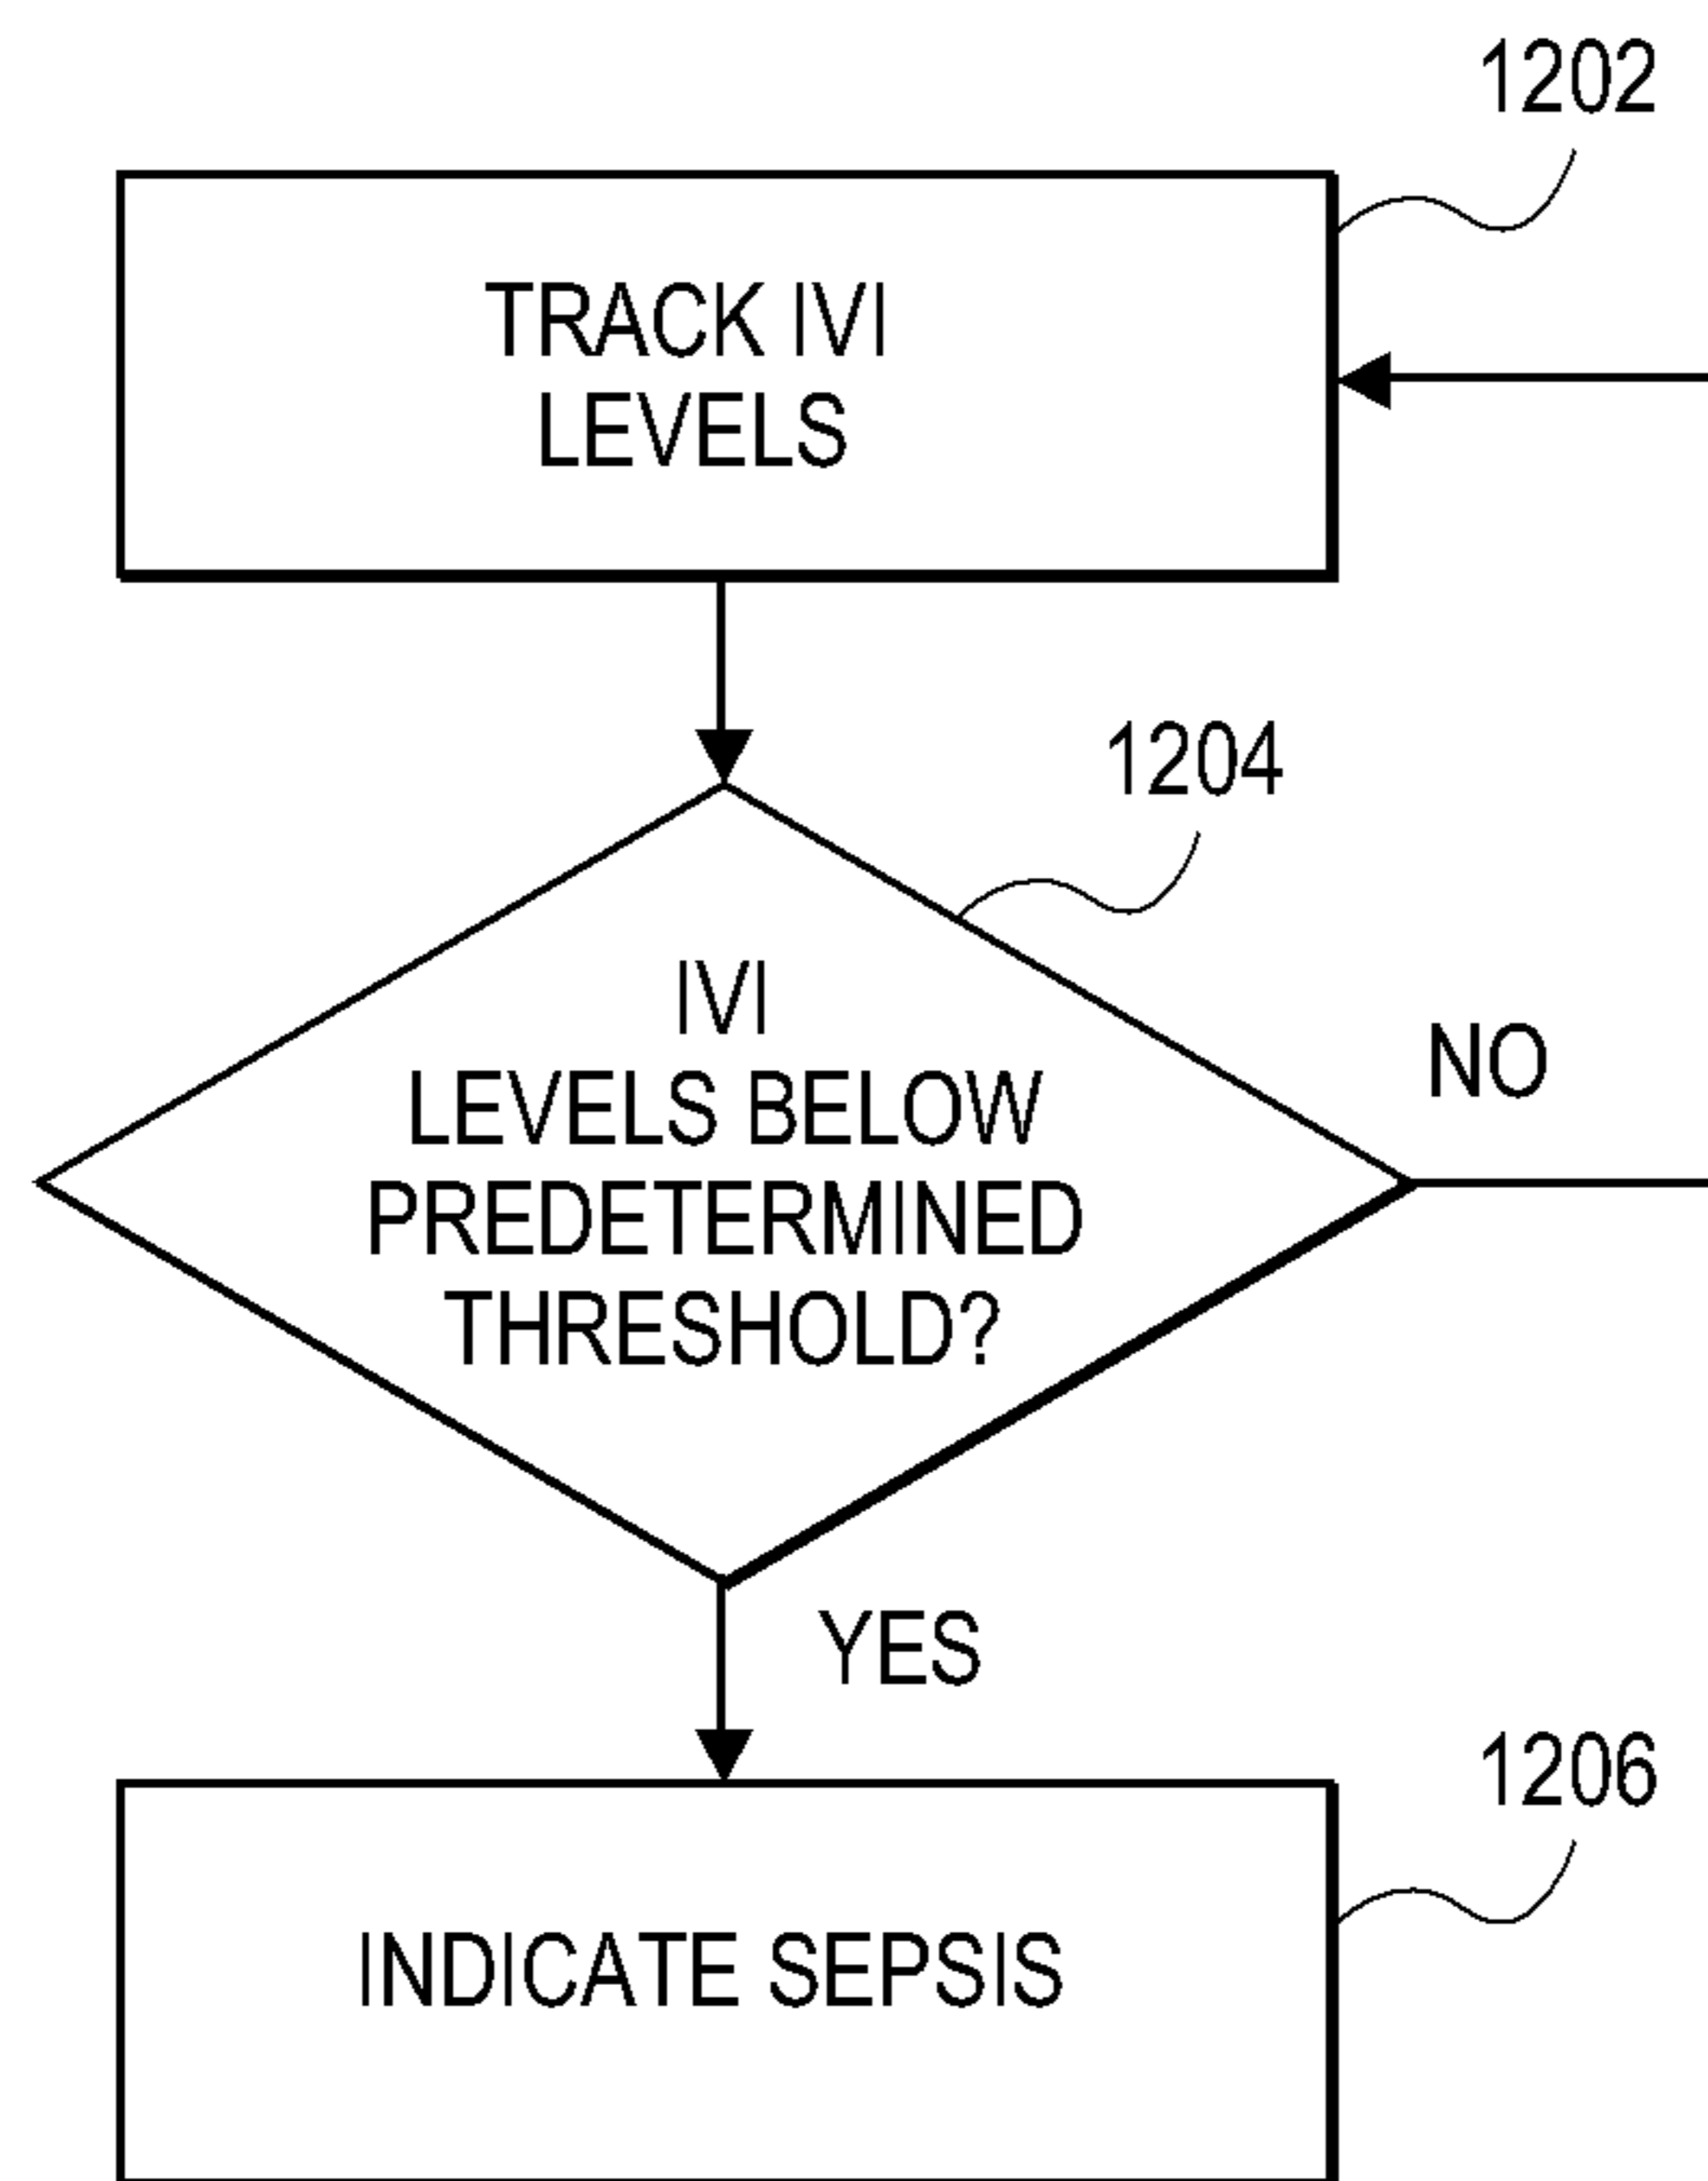 1202
TRACK IVI
LEVELS
1204
IVI
LEVELS BELOW
PREDETERMINED
THRESHOLD?
NO
YES
1206
INDICATE SEPSIS